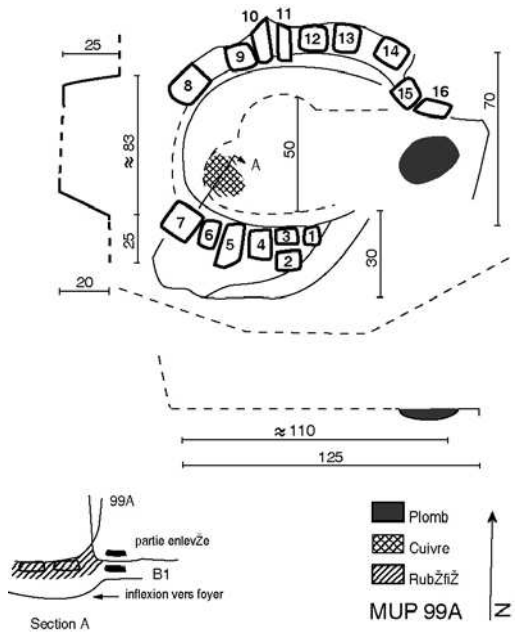 10 11
25
9 12 13
14
8
15 16
≈ 83
A
50
70
7
6 5 4 3 1
2
25
30
20
≈ 110
125
99A
partie enlevŽe
B1
inflexion vers foyer
Section A
Plomb
Cuivre
RubŽfiŽ
MUP 99A
N